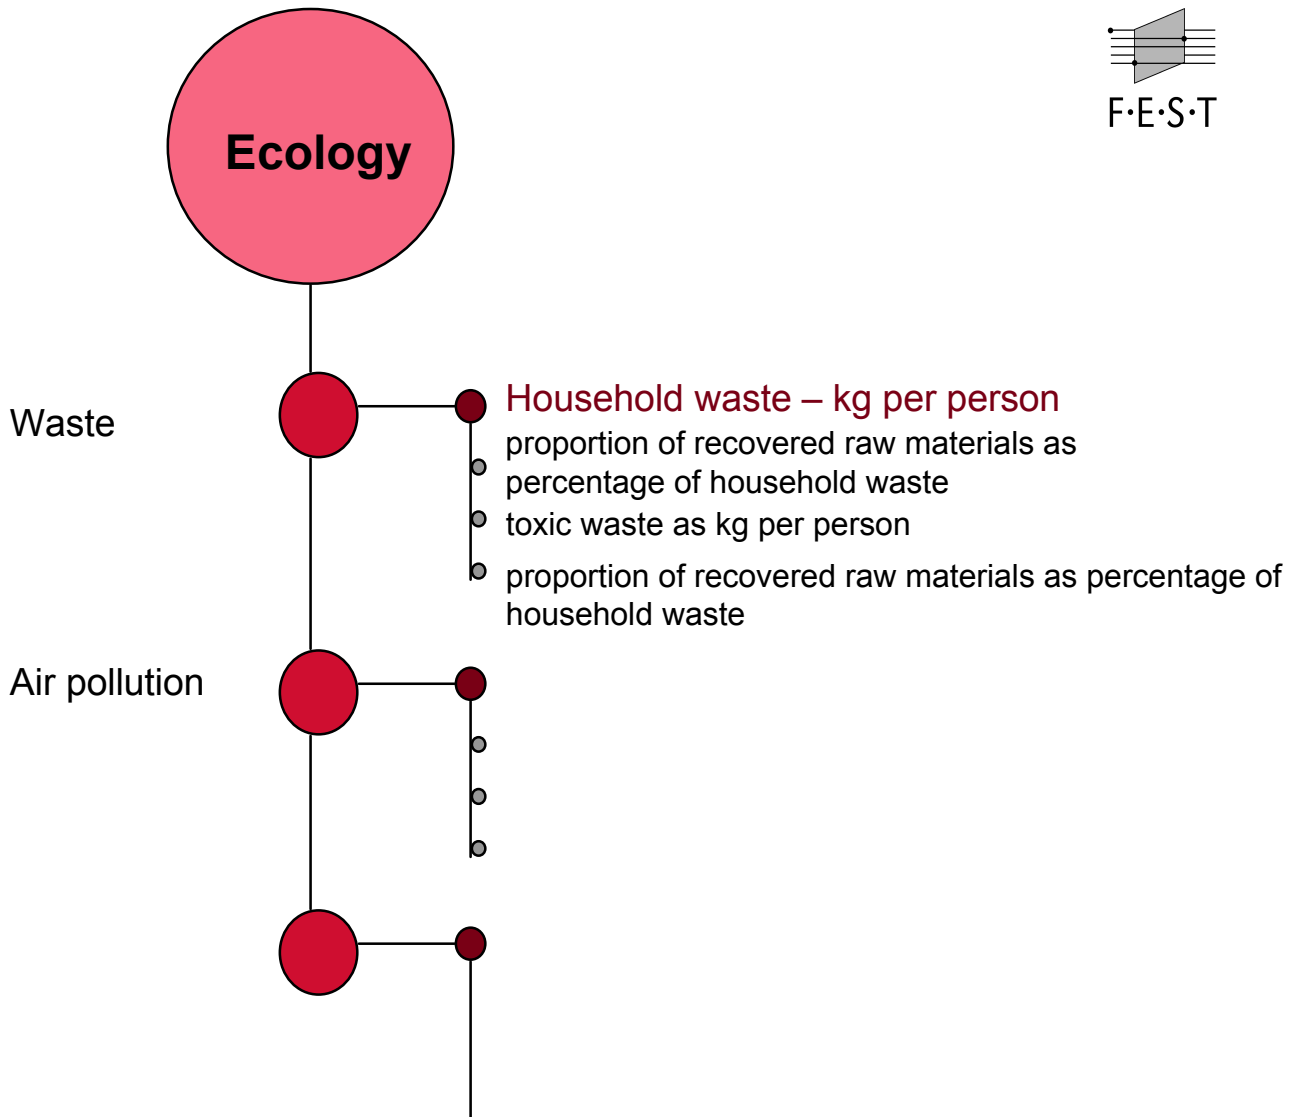 Ecology
F·E·S·T
Waste
Household waste – kg per person
proportion of recovered raw materials as
percentage of household waste
toxic waste as kg per person
proportion of recovered raw materials as percentage of
household waste
Air pollution